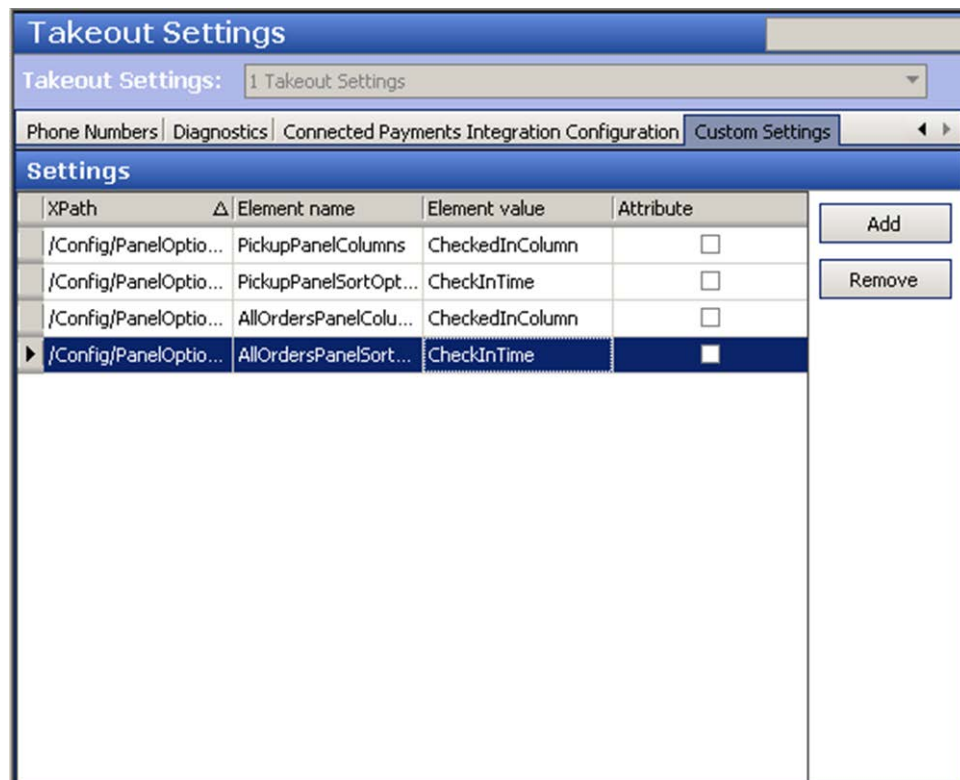 Takeout Settings
Takeout Settings: 1 Takeout Settings
Phone Numbers Diagnostics Connected Payments Integration Configuration Custom Settings
Settings
XPath Element name Element value Attribute
/Config/PanelOptio... PickupPanelColumns CheckedInColumn
/Config/PanelOptio... PickupPanelSortOpt... CheckInTime
/Config/PanelOptio... AllOrdersPanelColu... CheckedInColumn
/Config/PanelOptio... AllOrdersPanelSort... CheckInTime
Add
Remove